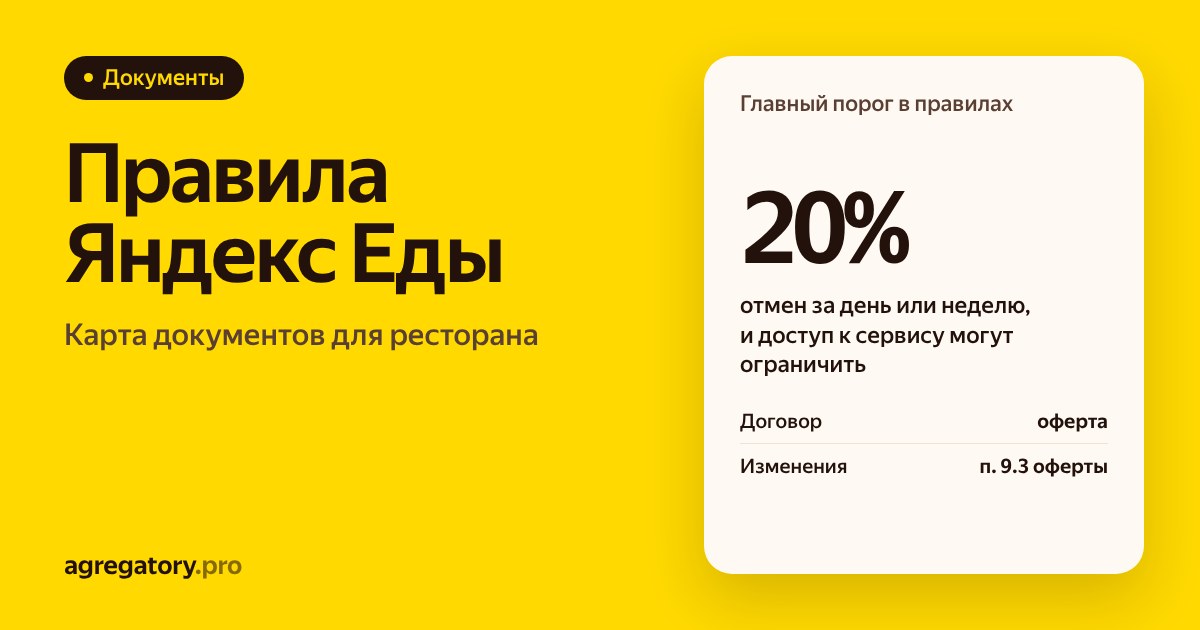 Документы
Правила
Яндекс Еды
Карта документов для ресторана
agregatory.pro
Главный порог в правилах
20%
отмен за день или неделю,
и доступ к сервису могут
ограничить
Договор оферта
Изменения п. 9.3 оферты